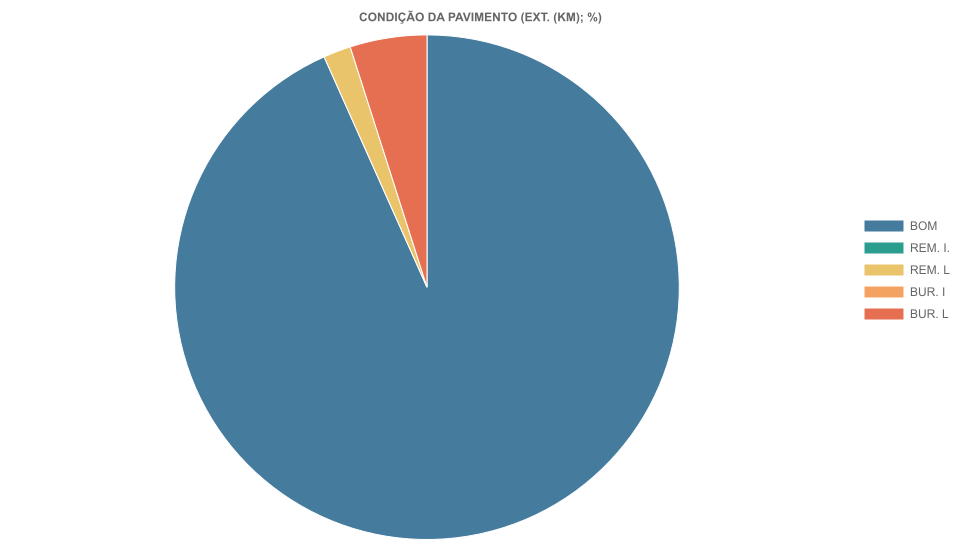 CONDIÇÃO DA PAVIMENTO (EXT. (KM); %)
BOM
REM. I.
REM. L
BUR. I
BUR. L